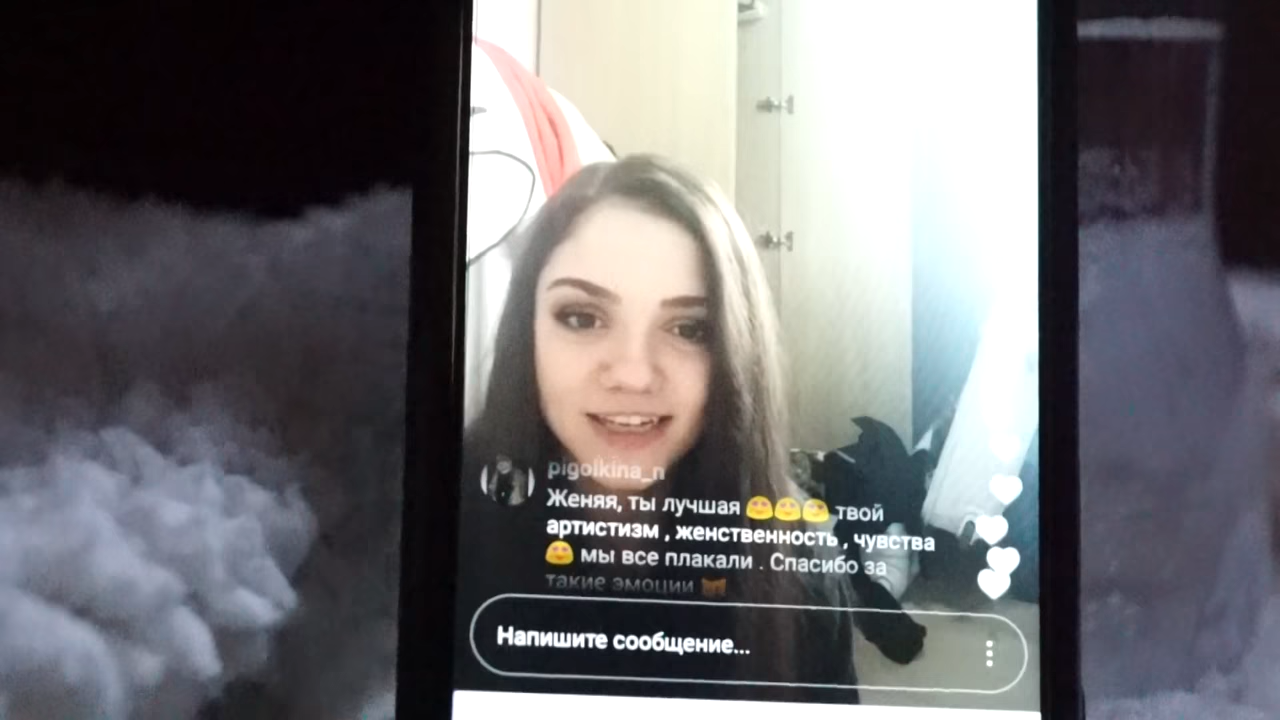 pigolkina_n
Женяя, ты лучшая 😍😍😍 твой
артистизм , женственность , чувства
😍 мы все плакали . Спасибо за
такие эмоции 😻
Напишите сообщение...